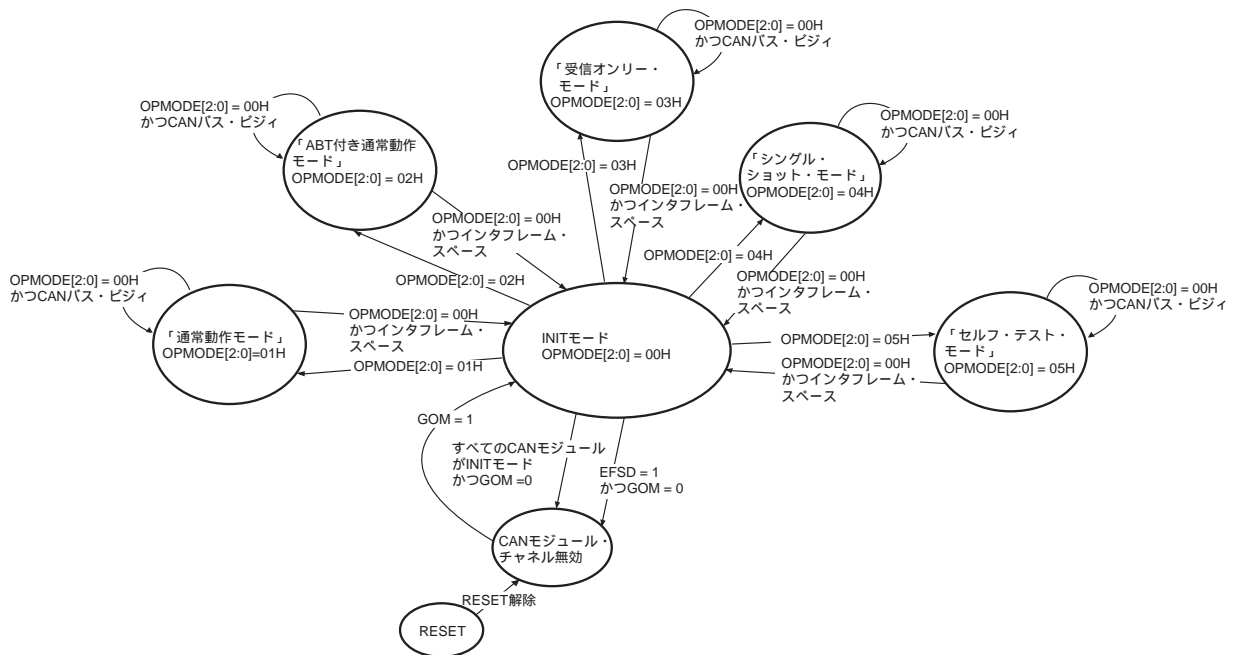 OPMODE[2:0] = 00H
かつCANバス・ビジィ
「受信オンリー・
モード」
OPMODE[2:0] = 03H
OPMODE[2:0] = 00H
かつCANバス・ビジィ
「ABT付き通常動作
モード」
OPMODE[2:0] = 02H
OPMODE[2:0] = 00H
かつCANバス・ビジィ
「シングル・
ショット・モード」
OPMODE[2:0] = 04H
OPMODE[2:0] = 03H
OPMODE[2:0] = 00H
かつインタフレーム・
スペース
OPMODE[2:0] = 00H
かつインタフレーム・
スペース
OPMODE[2:0] = 04H
OPMODE[2:0] = 02H
OPMODE[2:0] = 00H
かつインタフレーム・
スペース
OPMODE[2:0] = 00H
かつCANバス・ビジィ
「通常動作モード」
OPMODE[2:0]=01H
OPMODE[2:0] = 00H
かつインタフレーム・
スペース
OPMODE[2:0] = 01H
INITモード
OPMODE[2:0] = 00H
OPMODE[2:0] = 05H
OPMODE[2:0] = 00H
かつインタフレーム・
スペース
OPMODE[2:0] = 00H
かつCANバス・ビジィ
「セルフ・テスト・
モード」
OPMODE[2:0] = 05H
GOM = 1
すべてのCANモジュール
がINITモード
かつGOM =0
EFSD = 1
かつGOM = 0
CANモジュール・
チャネル無効
RESET解除
RESET